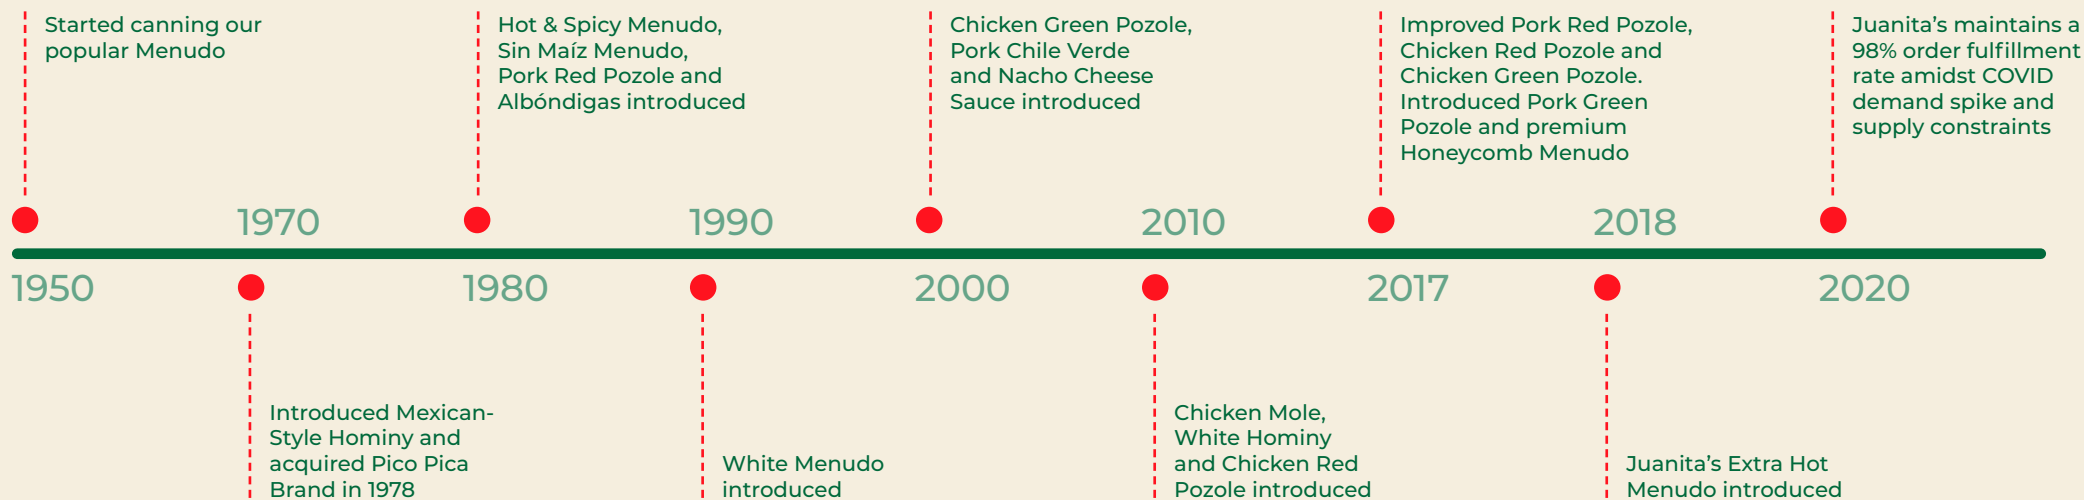 Started canning our
popular Menudo
Hot & Spicy Menudo,
Sin Maíz Menudo,
Pork Red Pozole and
Albóndigas introduced
Chicken Green Pozole,
Pork Chile Verde
and Nacho Cheese
Sauce introduced
Improved Pork Red Pozole,
Chicken Red Pozole and
Chicken Green Pozole.
Introduced Pork Green
Pozole and premium
Honeycomb Menudo
Juanita’s maintains a
98% order fulfillment
rate amidst COVID
demand spike and
supply constraints
1970
1990
2010
2018
1950
1980
2000
2017
2020
Introduced Mexican-
Style Hominy and
acquired Pico Pica
Brand in 1978
White Menudo
introduced
Chicken Mole,
White Hominy
and Chicken Red
Pozole introduced
Juanita’s Extra Hot
Menudo introduced